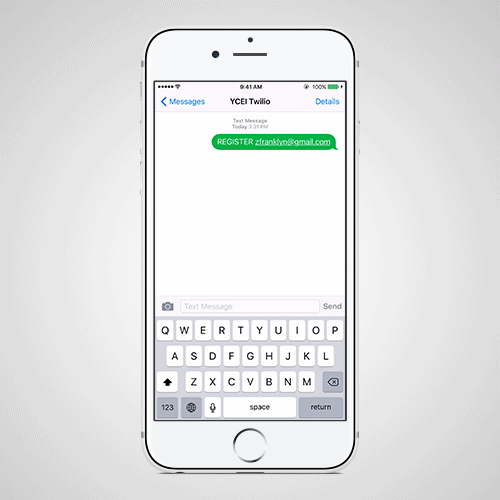 9:41 AM 100%
Messages YCEI Twilio Details
Text Message
Today 3:31 PM
REGISTER zfranklyn@gmail.com
Text Message Send
Q W E R T Y U I O P
A S D F G H J K L
Z X C V B N M
123 space return